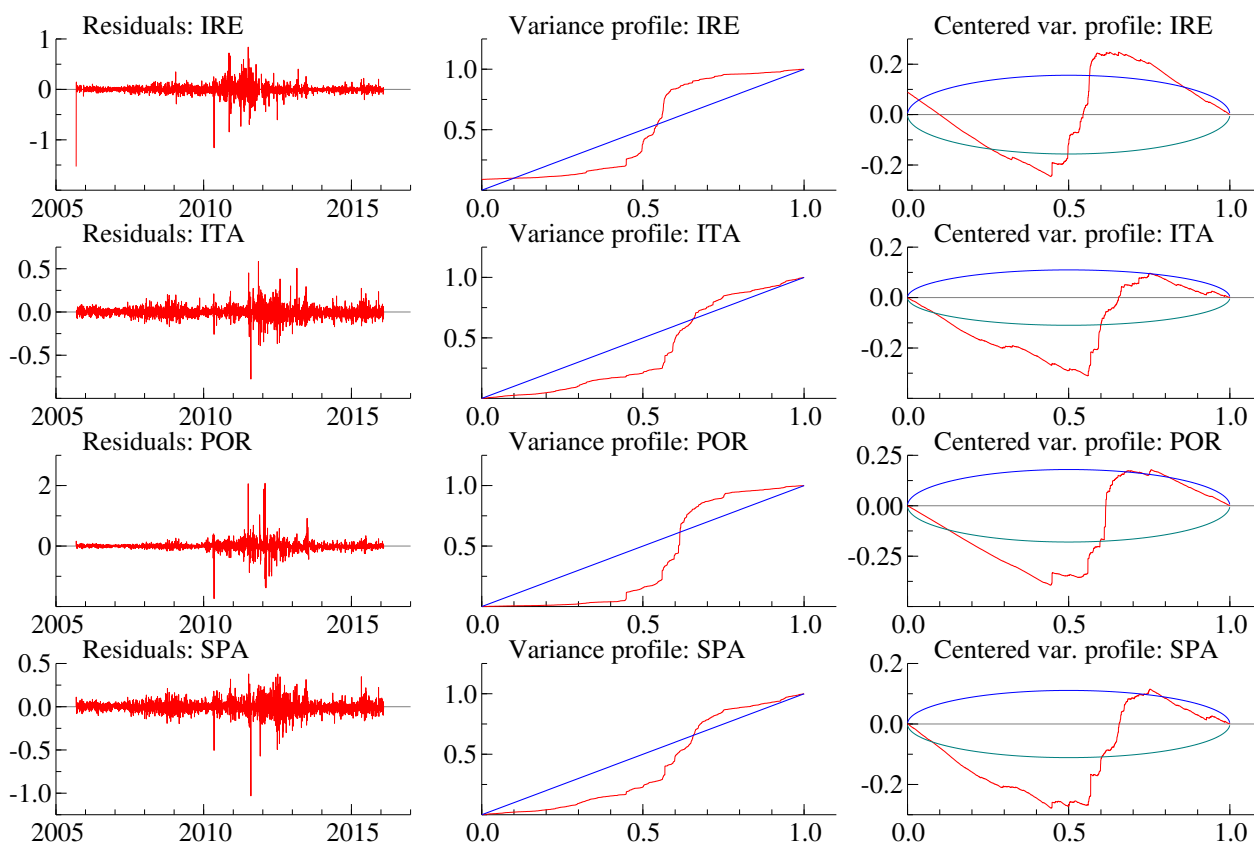 Residuals: IRE
Variance profile: IRE
Centered var. profile: IRE
1
0
-1
2005 2010 2015
1.0
0.5
0.0 0.5 1.0
0.2
0.0
-0.2
0.0 0.5 1.0
Residuals: ITA
Variance profile: ITA
Centered var. profile: ITA
0.5
0.0
-0.5
2005 2010 2015
1.0
0.5
0.0 0.5 1.0
0.2
0.0
-0.2
0.0 0.5 1.0
Residuals: POR
Variance profile: POR
Centered var. profile: POR
2
0
2005 2010 2015
1.0
0.5
0.0 0.5 1.0
0.25
0.00
-0.25
0.0 0.5 1.0
Residuals: SPA
Variance profile: SPA
Centered var. profile: SPA
0.5
0.0
-0.5
-1.0
2005 2010 2015
1.0
0.5
0.0 0.5 1.0
0.2
0.0
-0.2
0.0 0.5 1.0